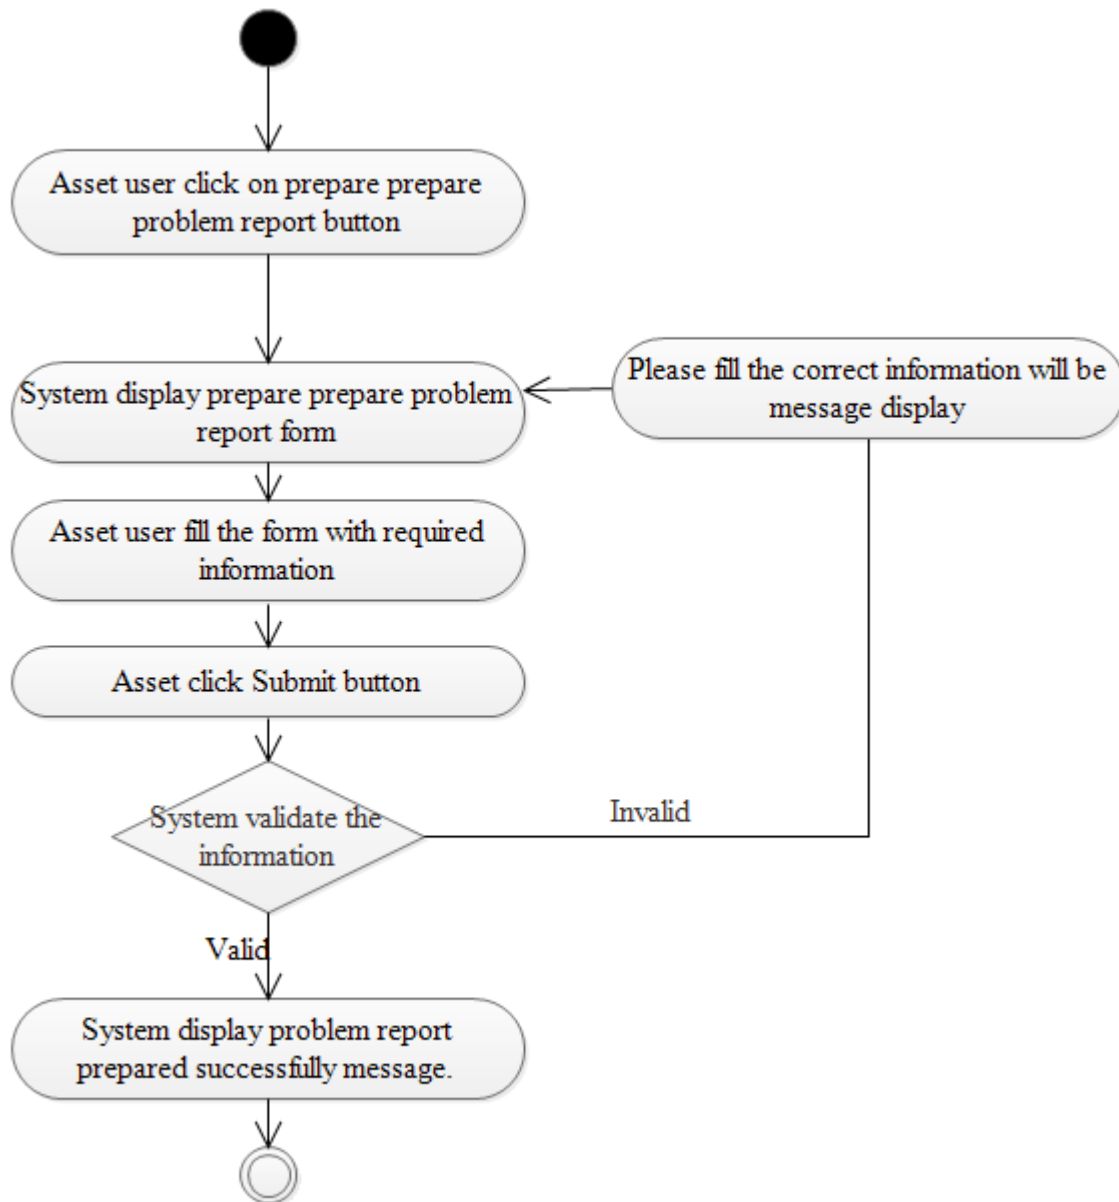 Asset user click on prepare prepare
problem report button
System display prepare prepare problem
report form
Please fill the correct information will be
message display
Asset user fill the form with required
information
Asset click Submit button
System validate the
information
Invalid
Valid
System display problem report
prepared successfully message.